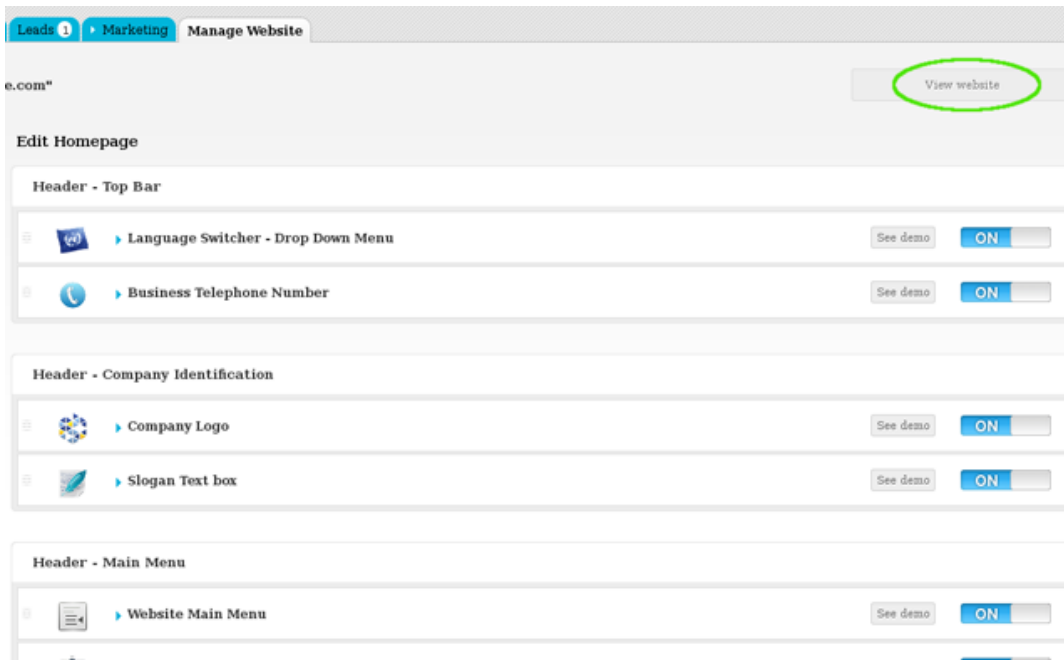 Leads 1 Marketing Manage Website
e.com“ View website
Edit Homepage
Header - Top Bar
Language Switcher - Drop Down Menu See demo ON
Business Telephone Number See demo ON
Header - Company Identification
Company Logo See demo ON
Slogan Text box See demo ON
Header - Main Menu
Website Main Menu See demo ON